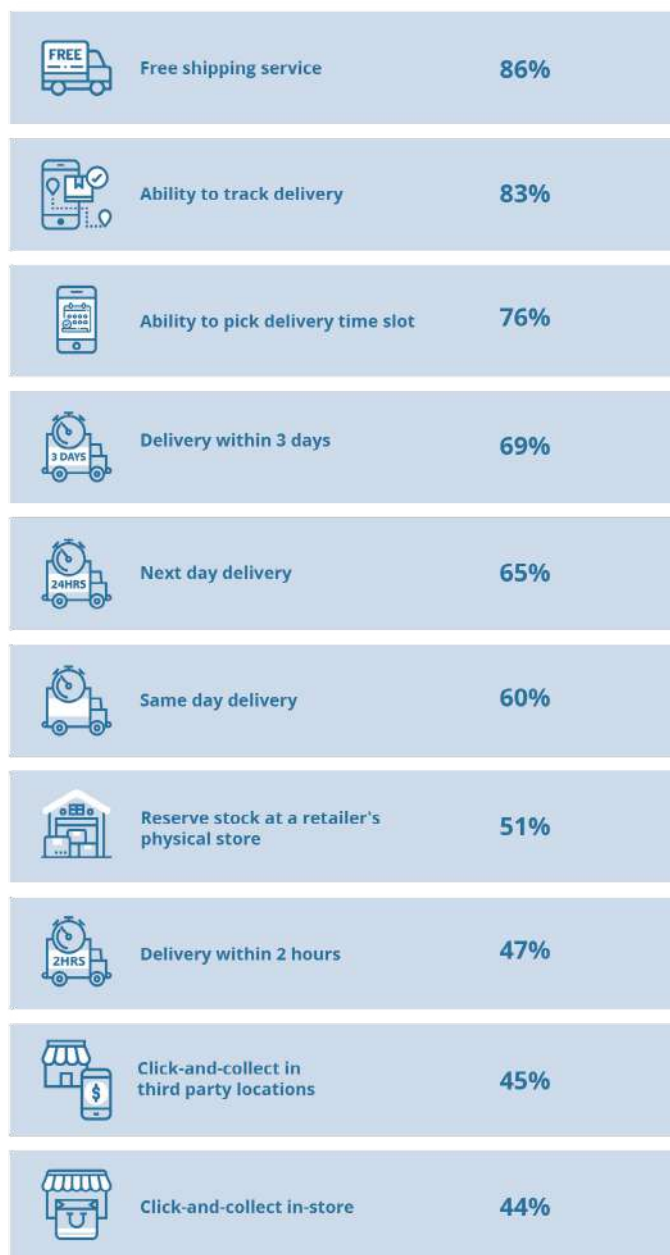 FREE
Free shipping service
86%
Ability to track delivery
83%
Ability to pick delivery time slot
76%
3 DAYS
Delivery within 3 days
69%
24HRS
Next day delivery
65%
Same day delivery
60%
Reserve stock at a retailer's
physical store
51%
2HRS
Delivery within 2 hours
47%
$
Click-and-collect in
third party locations
45%
Click-and-collect in-store
44%